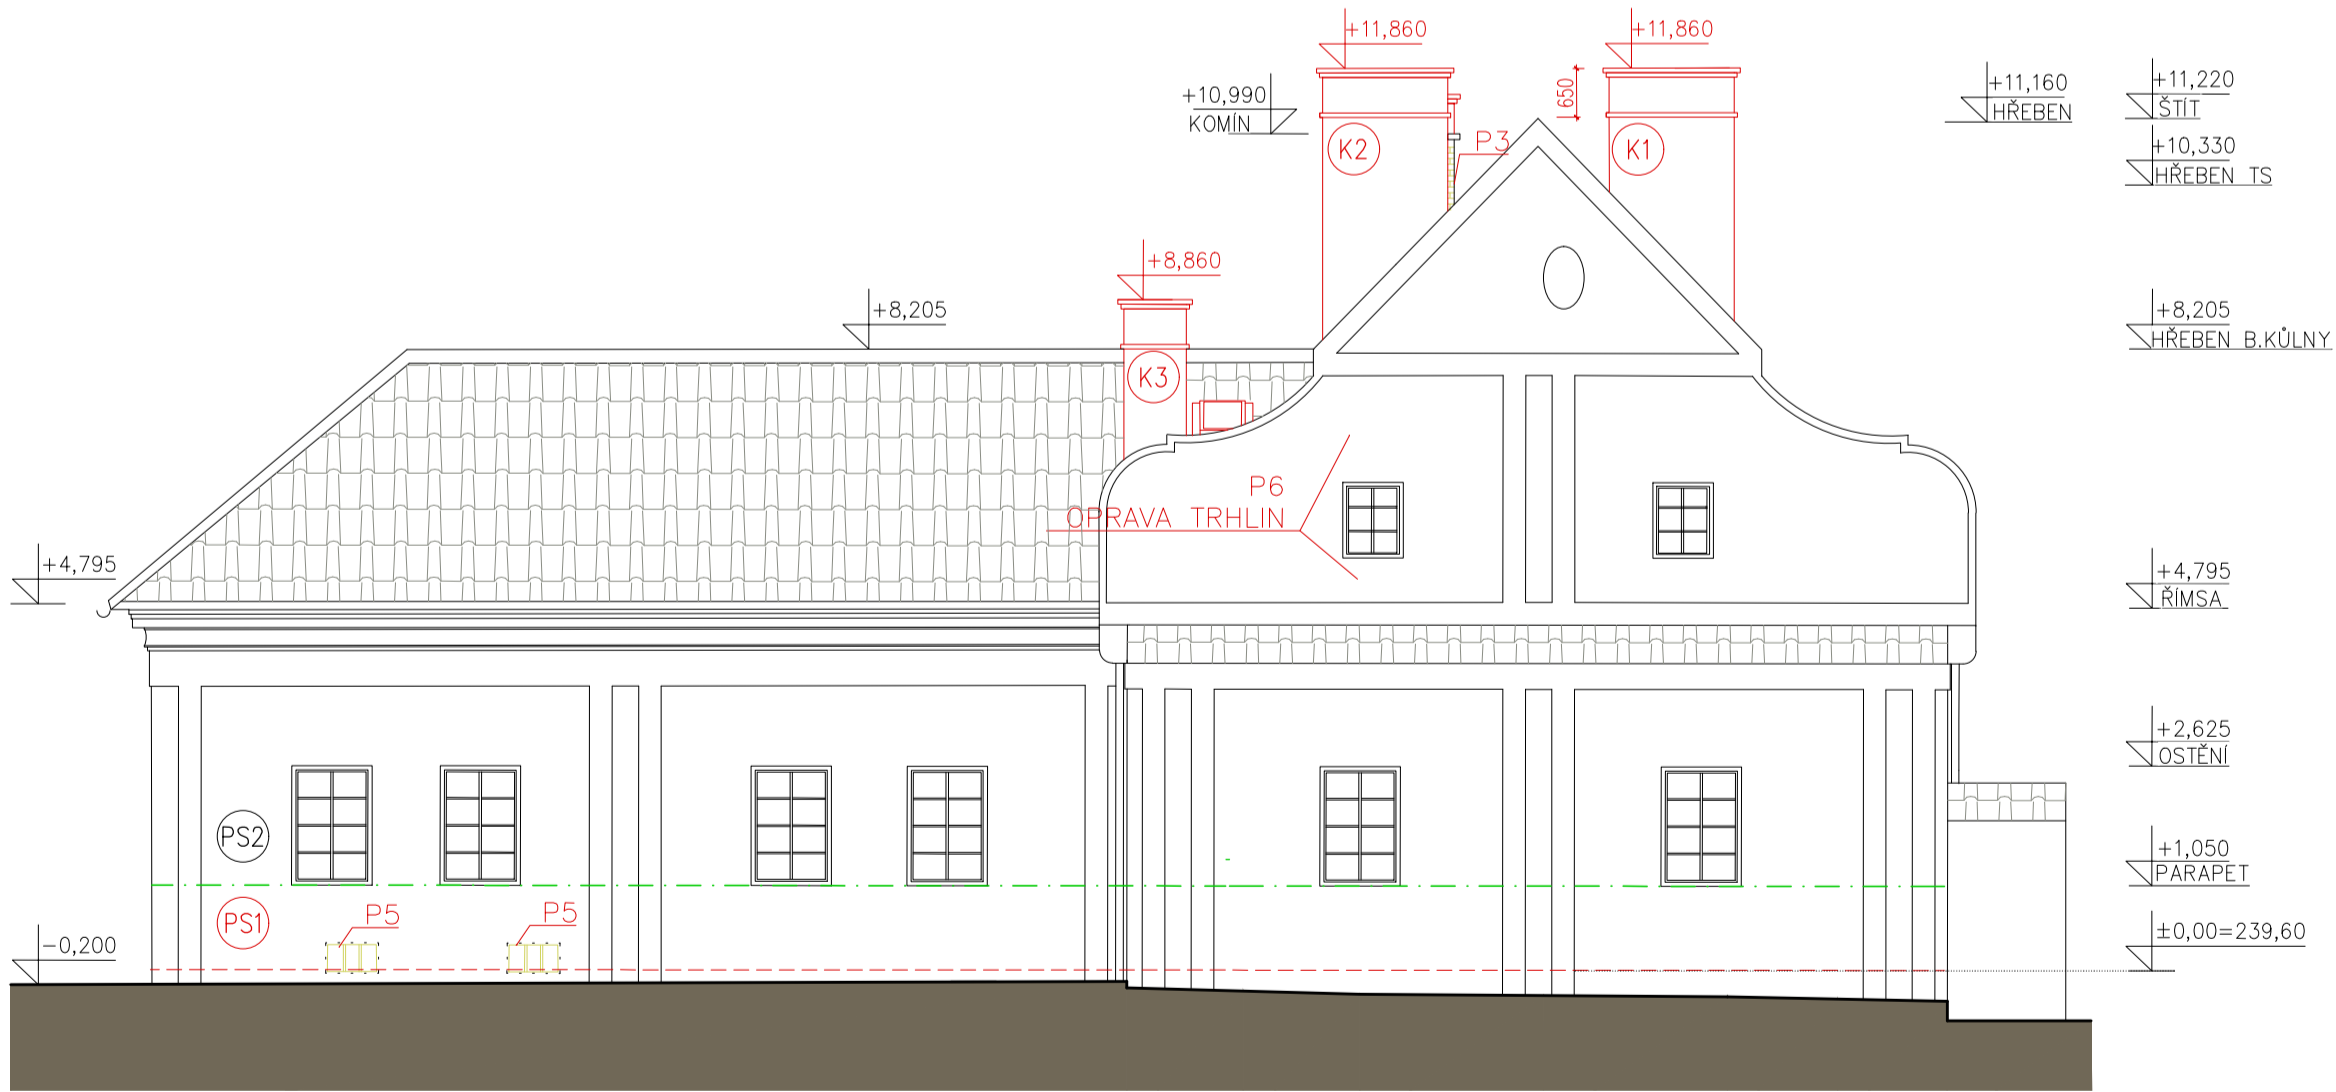 +11,860
+11,860
+11,160
HŘEBEN
+11,220
ŠTÍT
+10,990
KOMÍN
650
K2
P3
K1
+10,330
HŘEBEN TS
+8,860
+8,205
+8,205
HŘEBEN B.KŮLNY
K3
P6
OPRAVA TRHLIN
+4,795
+4,795
ŘÍMSA
+2,625
OSTĚNÍ
PS2
+1,050
PARAPET
PS1
P5
P5
-0,200
±0,00=239,60